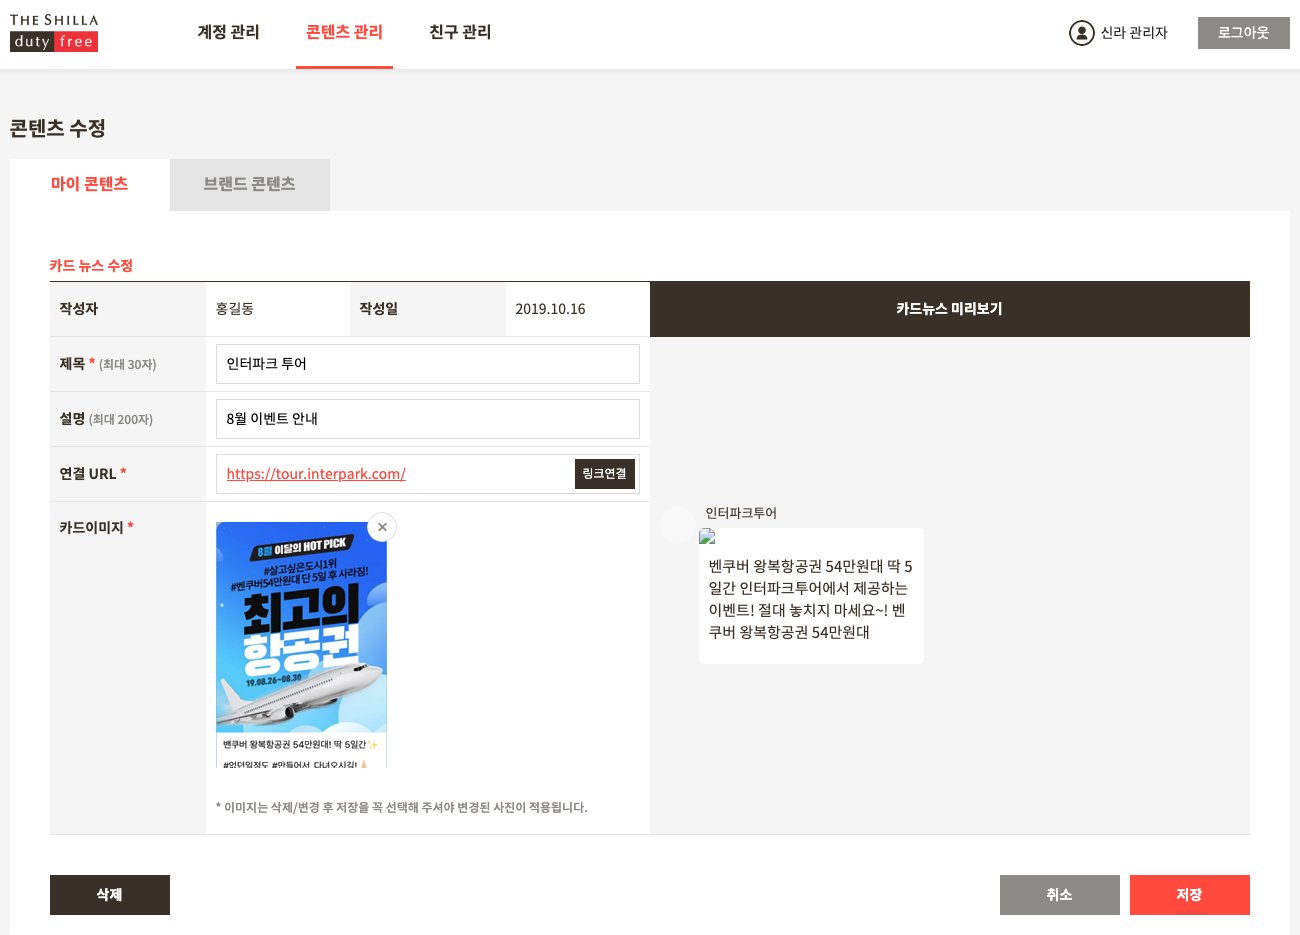 THE SHILLA
duty free
계정 관리
콘텐츠 관리
친구 관리
신라 관리자
로그아웃
콘텐츠 수정
마이 콘텐츠
브랜드 콘텐츠
카드 뉴스 수정
작성자
홍길동
작성일
2019.10.16
카드뉴스 미리보기
제목 * (최대 30자)
인터파크 투어
설명 (최대 200자)
8월 이벤트 안내
연결 URL *
https://tour.interpark.com/
링크연결
카드이미지 *
8월 이달의 HOT PICK
#살고싶은도시1위
#벤쿠버54만원대 단 5일 후 사라짐!
최고의
항공권
19.08.26~08.30
밴쿠버 왕복항공권 54만원대! 딱 5일간✨
#없던일정도 #만들어서 다녀오시길!🙏🏻
* 이미지는 삭제/변경 후 저장을 꼭 선택해 주셔야 변경된 사진이 적용됩니다.
인터파크투어
벤쿠버 왕복항공권 54만원대 딱 5
일간 인터파크투어에서 제공하는
이벤트! 절대 놓치지 마세요~! 벤
쿠버 왕복항공권 54만원대
삭제
취소
저장